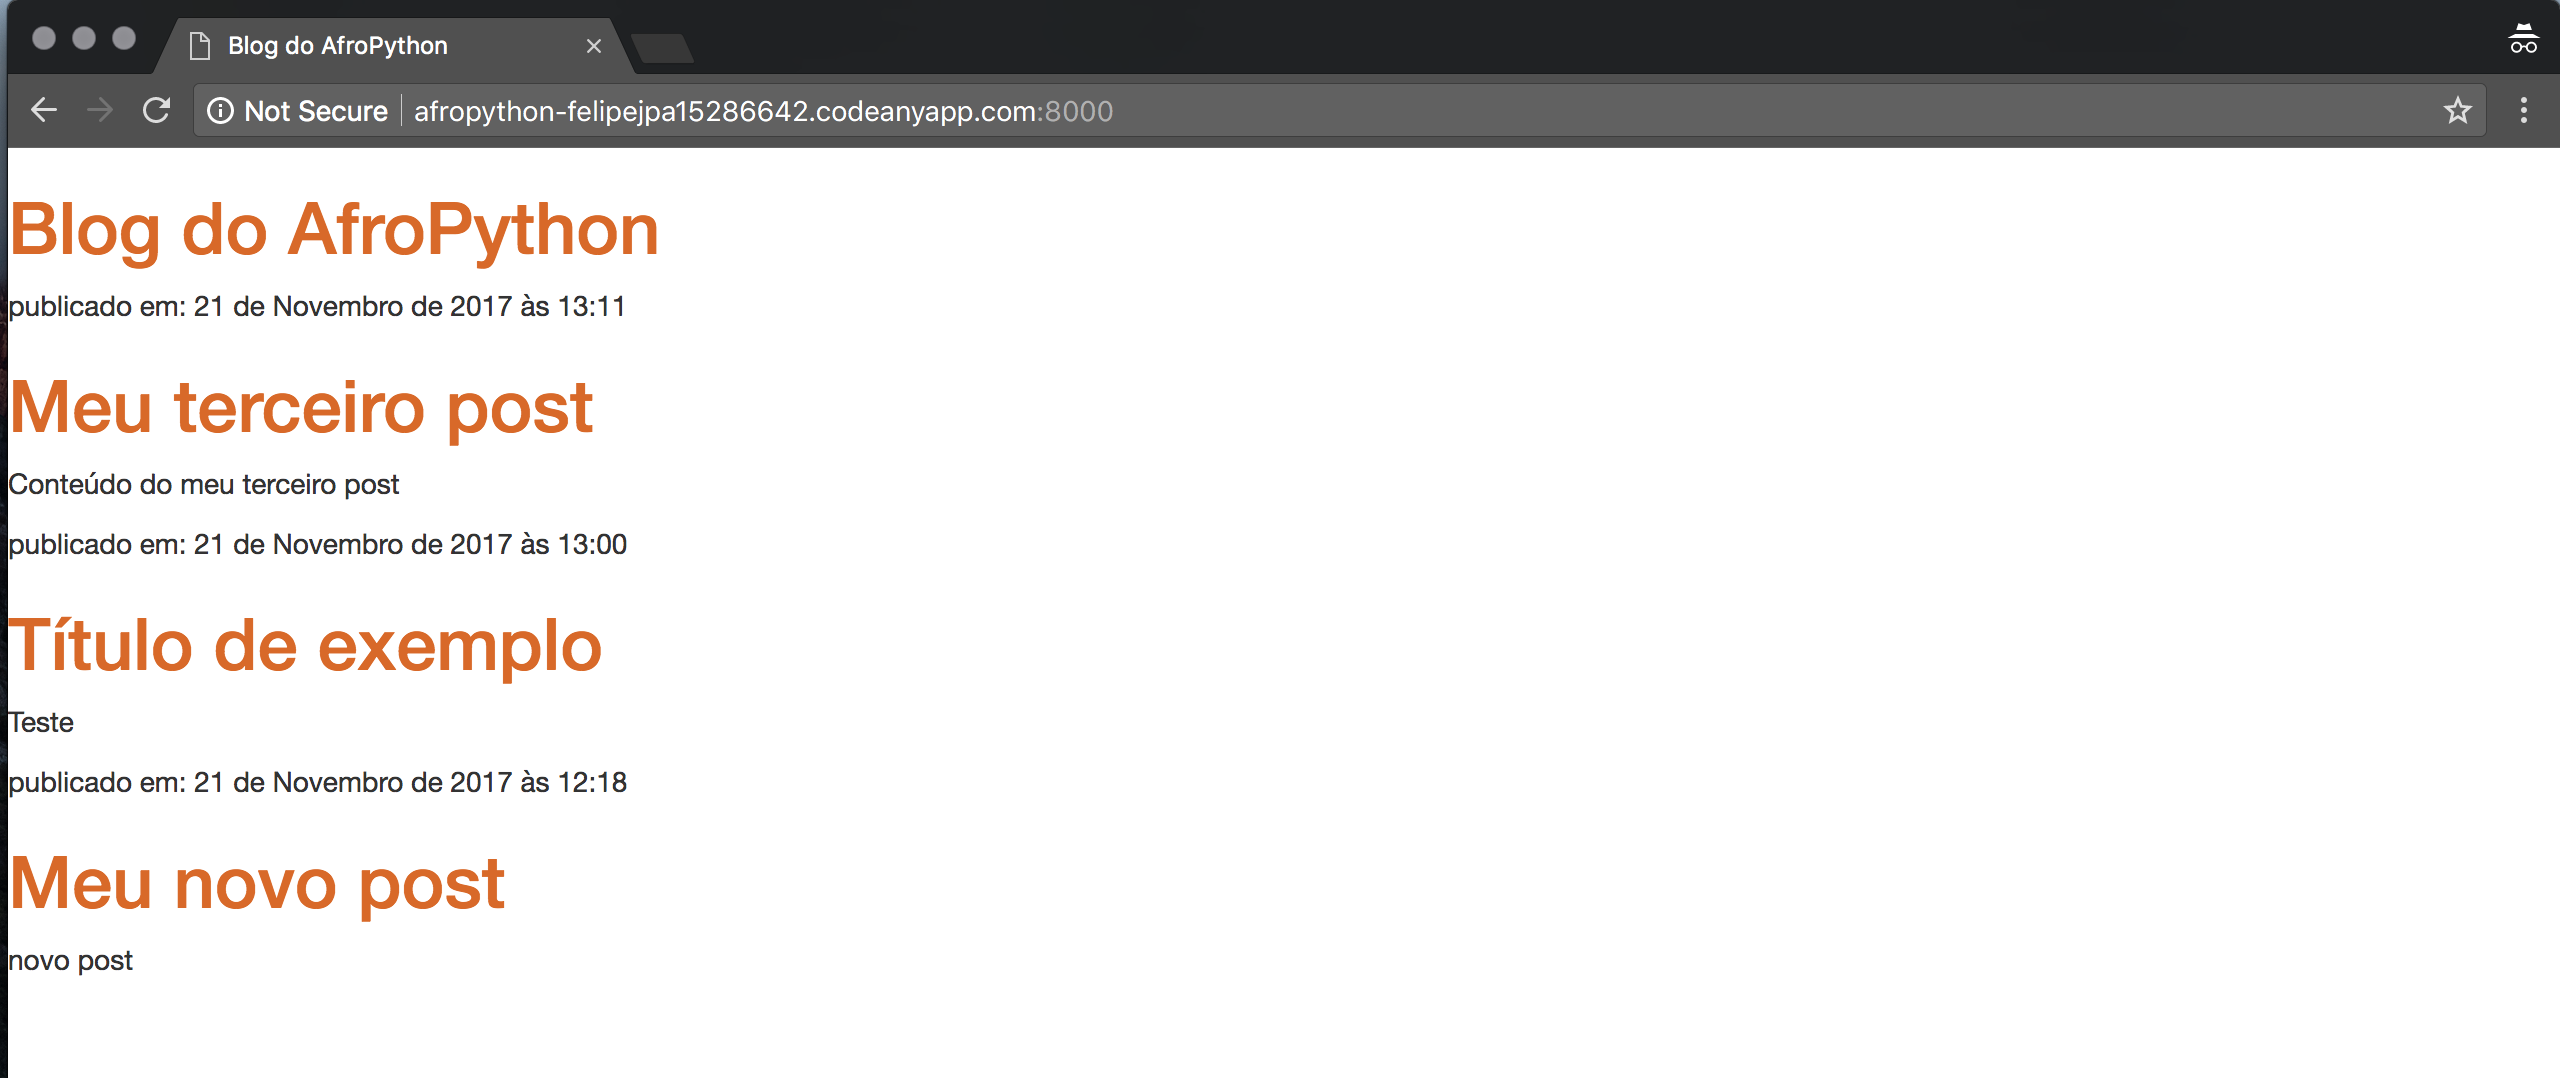 Blog do AfroPython
Not Secure afropython-felipejpa15286642.codeanyapp.com:8000
Blog do AfroPython
publicado em: 21 de Novembro de 2017 às 13:11
Meu terceiro post
Conteúdo do meu terceiro post
publicado em: 21 de Novembro de 2017 às 13:00
Título de exemplo
Teste
publicado em: 21 de Novembro de 2017 às 12:18
Meu novo post
novo post